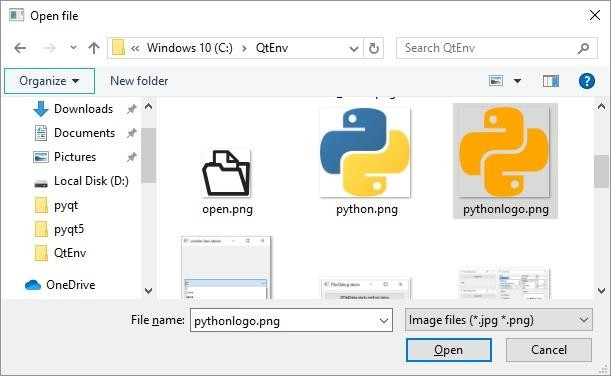 Open file
« Windows 10 (C:) > QtEnv
Search QtEnv
Organize
New folder
Downloads
Documents
Pictures
Local Disk (D:)
pyqt
pyqt5
QtEnv
OneDrive
open.png
python.png
pythonlogo.png
File name:
pythonlogo.png
Image files (*.jpg *.png)
Open
Cancel